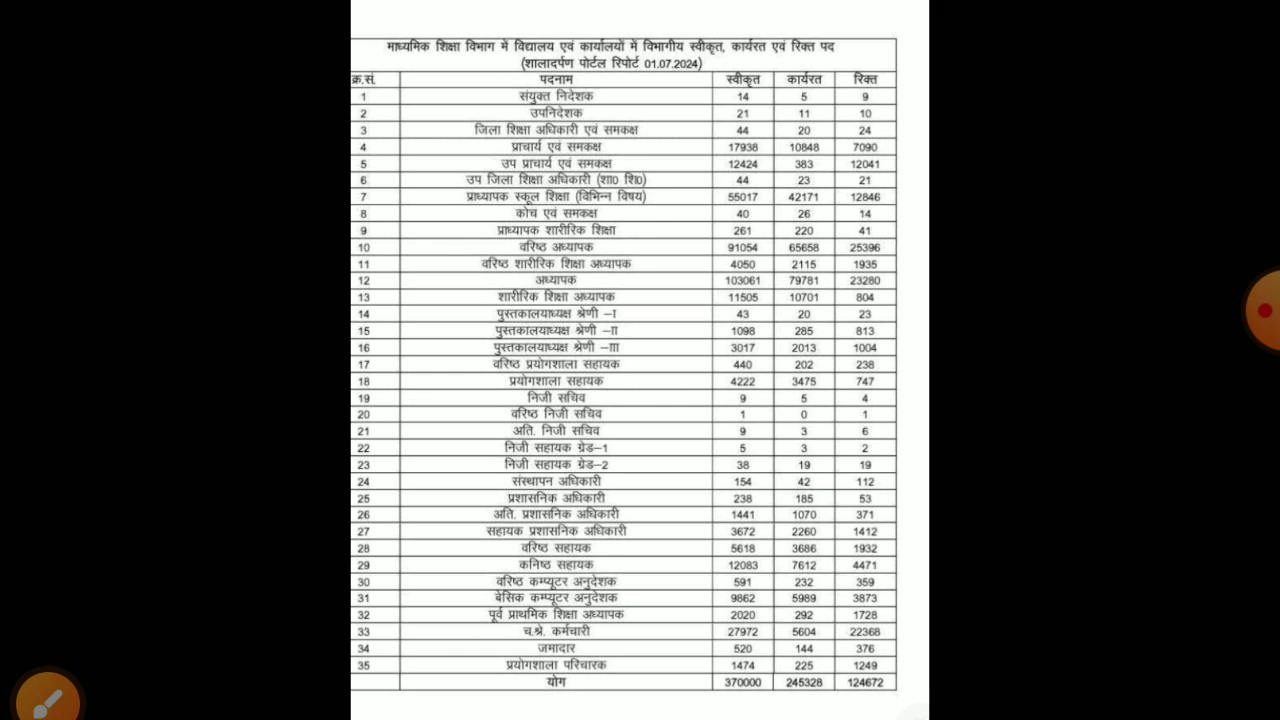 माध्यमिक शिक्षा विभाग में विद्यालय एवं कार्यालयों में विभागीय स्वीकृत, कार्यरत एवं रिक्त पद
(शालादर्पण पोर्टल रिपोर्ट 01.07.2024)
क्र.सं. पदनाम स्वीकृत कार्यरत रिक्त
1 संयुक्त निदेशक 14 5 9
2 उपनिदेशक 21 11 10
3 जिला शिक्षा अधिकारी एवं समकक्ष 44 20 24
4 प्राचार्य एवं समकक्ष 17938 10848 7090
5 उप प्राचार्य एवं समकक्ष 12424 383 12041
6 उप जिला शिक्षा अधिकारी (शा0 शि0) 44 23 21
7 प्राध्यापक स्कूल शिक्षा (विभिन्न विषय) 55017 42171 12846
8 कोच एवं समकक्ष 40 26 14
9 प्राध्यापक शारीरिक शिक्षा 261 220 41
10 वरिष्ठ अध्यापक 91054 65658 25396
11 वरिष्ठ शारीरिक शिक्षा अध्यापक 4050 2115 1935
12 अध्यापक 103061 79781 23280
13 शारीरिक शिक्षा अध्यापक 11505 10701 804
14 पुस्तकालयाध्यक्ष श्रेणी –I 43 20 23
15 पुस्तकालयाध्यक्ष श्रेणी –II 1098 285 813
16 पुस्तकालयाध्यक्ष श्रेणी –III 3017 2013 1004
17 वरिष्ठ प्रयोगशाला सहायक 440 202 238
18 प्रयोगशाला सहायक 4222 3475 747
19 निजी सचिव 9 5 4
20 वरिष्ठ निजी सचिव 1 0 1
21 अति. निजी सचिव 9 3 6
22 निजी सहायक ग्रेड–1 5 3 2
23 निजी सहायक ग्रेड–2 38 19 19
24 संस्थापन अधिकारी 154 42 112
25 प्रशासनिक अधिकारी 238 185 53
26 अति. प्रशासनिक अधिकारी 1441 1070 371
27 सहायक प्रशासनिक अधिकारी 3672 2260 1412
28 वरिष्ठ सहायक 5618 3686 1932
29 कनिष्ठ सहायक 12083 7612 4471
30 वरिष्ठ कम्प्यूटर अनुदेशक 591 232 359
31 बेसिक कम्प्यूटर अनुदेशक 9862 5989 3873
32 पूर्व प्राथमिक शिक्षा अध्यापक 2020 292 1728
33 च.श्रे. कर्मचारी 27972 5604 22368
34 जमादार 520 144 376
35 प्रयोगशाला परिचारक 1474 225 1249
योग 370000 245328 124672